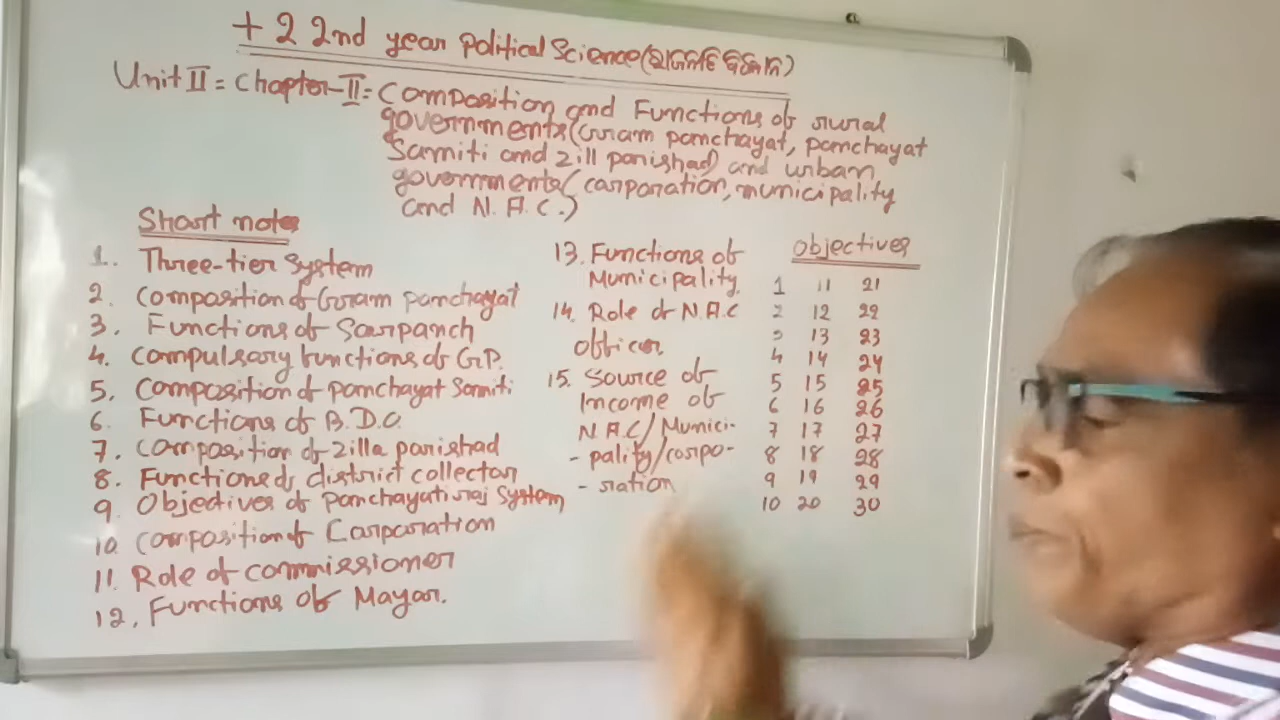 + 2 2nd year Political Science (ରାଜନୀତି ବିଜ୍ଞାନ)
Unit II = Chapter-II = Composition and Functions of rural
governments (Gram panchayat, panchayat
Samiti and Zill parishad) and urban
governments (carporation, municipality
and N.A.C.)
Short notes
1. Three-tier System
2. Composition of Gram panchayat
3. Functions of Sarpanch
4. Compulsory functions of G.P.
5. Composition of panchayat Samiti
6. Functions of B.D.O.
7. Composition of zilla parishad
8. Functions of district collector
9. Objectives of panchayatiraj System
10. Composition of Carporation
11. Role of commissioner
12. Functions of Mayar.
13. Functions of
Municipality
14. Role of N.A.C
Officer
15. Source of
Income of
N.A.C/Munici-
- pality/corpo-
- ration
Objectives
1 11 21
2 12 22
3 13 23
4 14 24
5 15 25
6 16 26
7 17 27
8 18 28
9 19 29
10 20 30